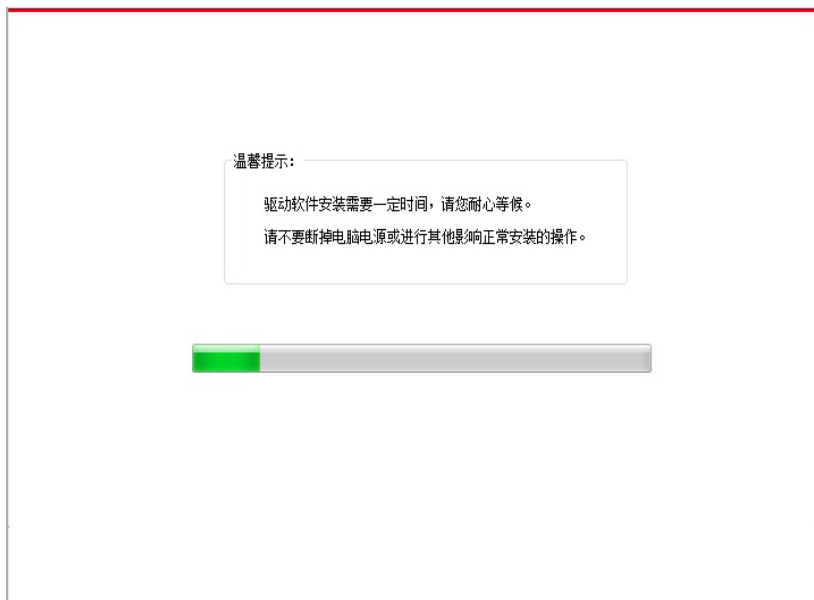 温馨提示：
驱动软件安装需要一定时间，请您耐心等候。
请不要断掉电脑电源或进行其他影响正常安装的操作。